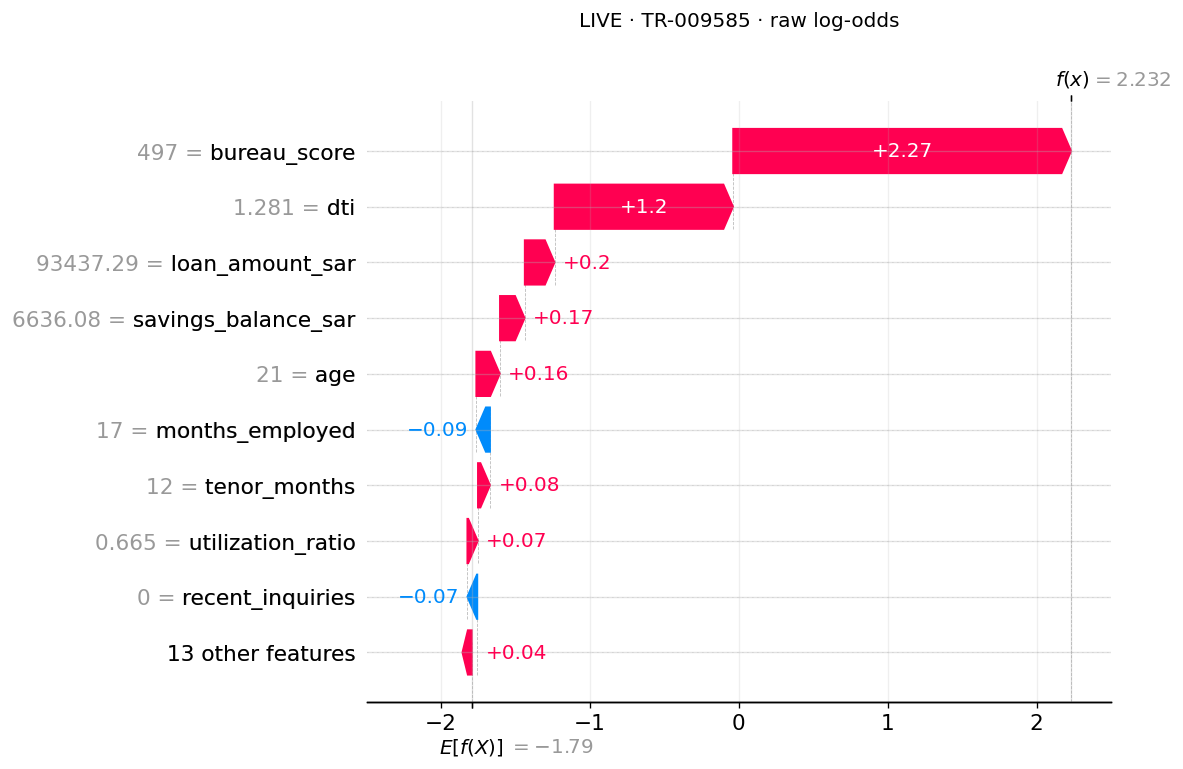 LIVE · TR-009585 · raw log-odds
f(x) = 2.232
497 = bureau_score
+2.27
1.281 = dti
+1.2
93437.29 = loan_amount_sar
+0.2
6636.08 = savings_balance_sar
+0.17
21 = age
+0.16
17 = months_employed
−0.09
12 = tenor_months
+0.08
0.665 = utilization_ratio
+0.07
0 = recent_inquiries
−0.07
13 other features
+0.04
−2 −1 0 1 2
E[f(X)] = −1.79